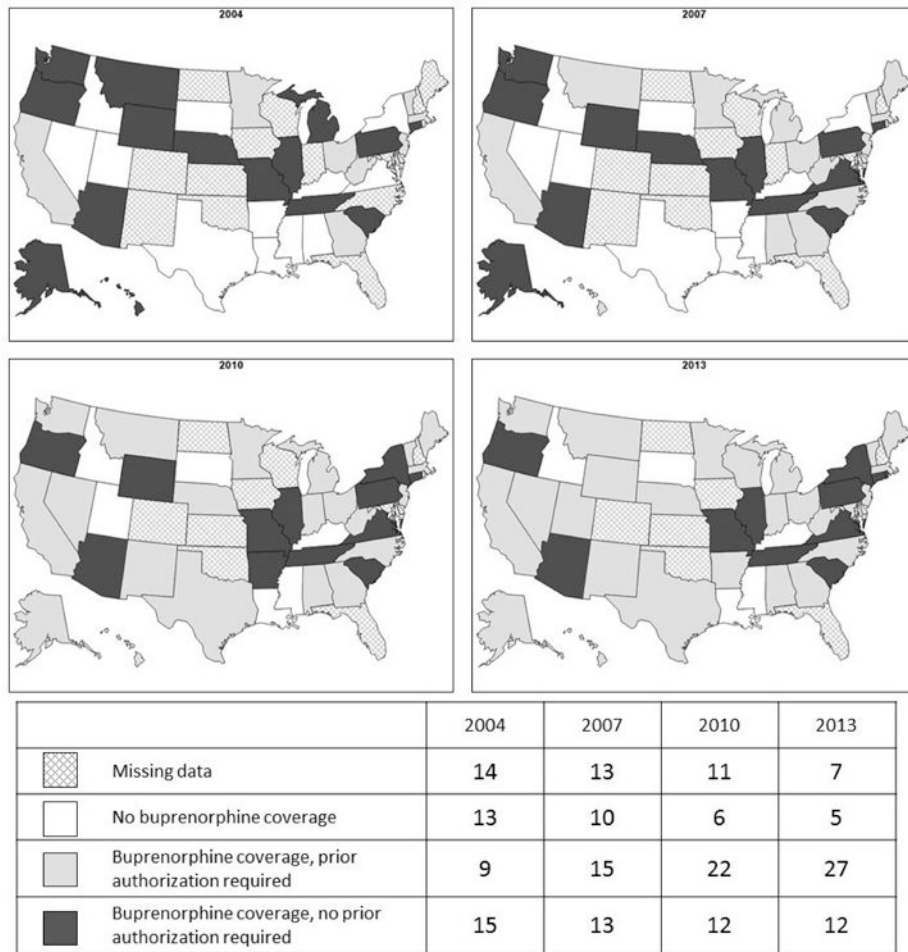 2004
2007
2010
2013
2004 2007 2010 2013
Missing data 14 13 11 7
No buprenorphine coverage 13 10 6 5
Buprenorphine coverage, prior
authorization required 9 15 22 27
Buprenorphine coverage, no prior
authorization required 15 13 12 12